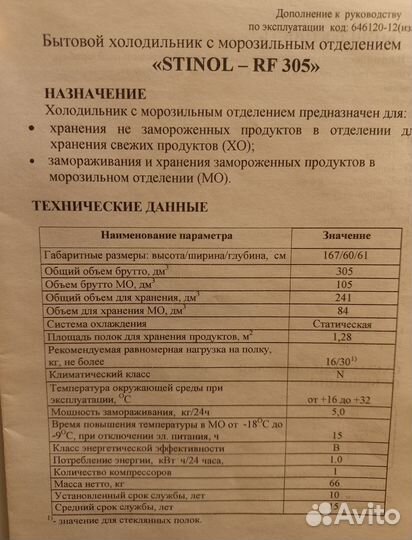 Дополнение к руководству
по эксплуатации код: 646120-12(из
Бытовой холодильник с морозильным отделением
«STINOL – RF 305»
НАЗНАЧЕНИЕ
Холодильник с морозильным отделением предназначен для:
• хранения не замороженных продуктов в отделении дл
хранения свежих продуктов (ХО);
• замораживания и хранения замороженных продуктов в
морозильном отделении (МО).
ТЕХНИЧЕСКИЕ ДАННЫЕ
Наименование параметра Значение
Габаритные размеры: высота/ширина/глубина, см 167/60/61
Общий объем брутто, дм³ 305
Объем брутто МО, дм³ 105
Общий объем для хранения, дм³ 241
Объем для хранения МО, дм³ 84
Система охлаждения Статическая
Площадь полок для хранения продуктов, м² 1,28
Рекомендуемая равномерная нагрузка на полку,
кг, не более 16/30¹⁾
Климатический класс N
Температура окружающей среды при
эксплуатации, °С от +16 до +32
Мощность замораживания, кг/24ч 5,0
Время повышения температуры в МО от -18°С до
-9°С, при отключении эл. питания, ч 15
Класс энергетической эффективности В
Потребление энергии, кВт ч/24 часа, 1,0
Количество компрессоров 1
Масса нетто, кг 66
Установленный срок службы, лет 10
Средний срок службы, лет 15
¹⁾- значение для стеклянных полок.
Avito